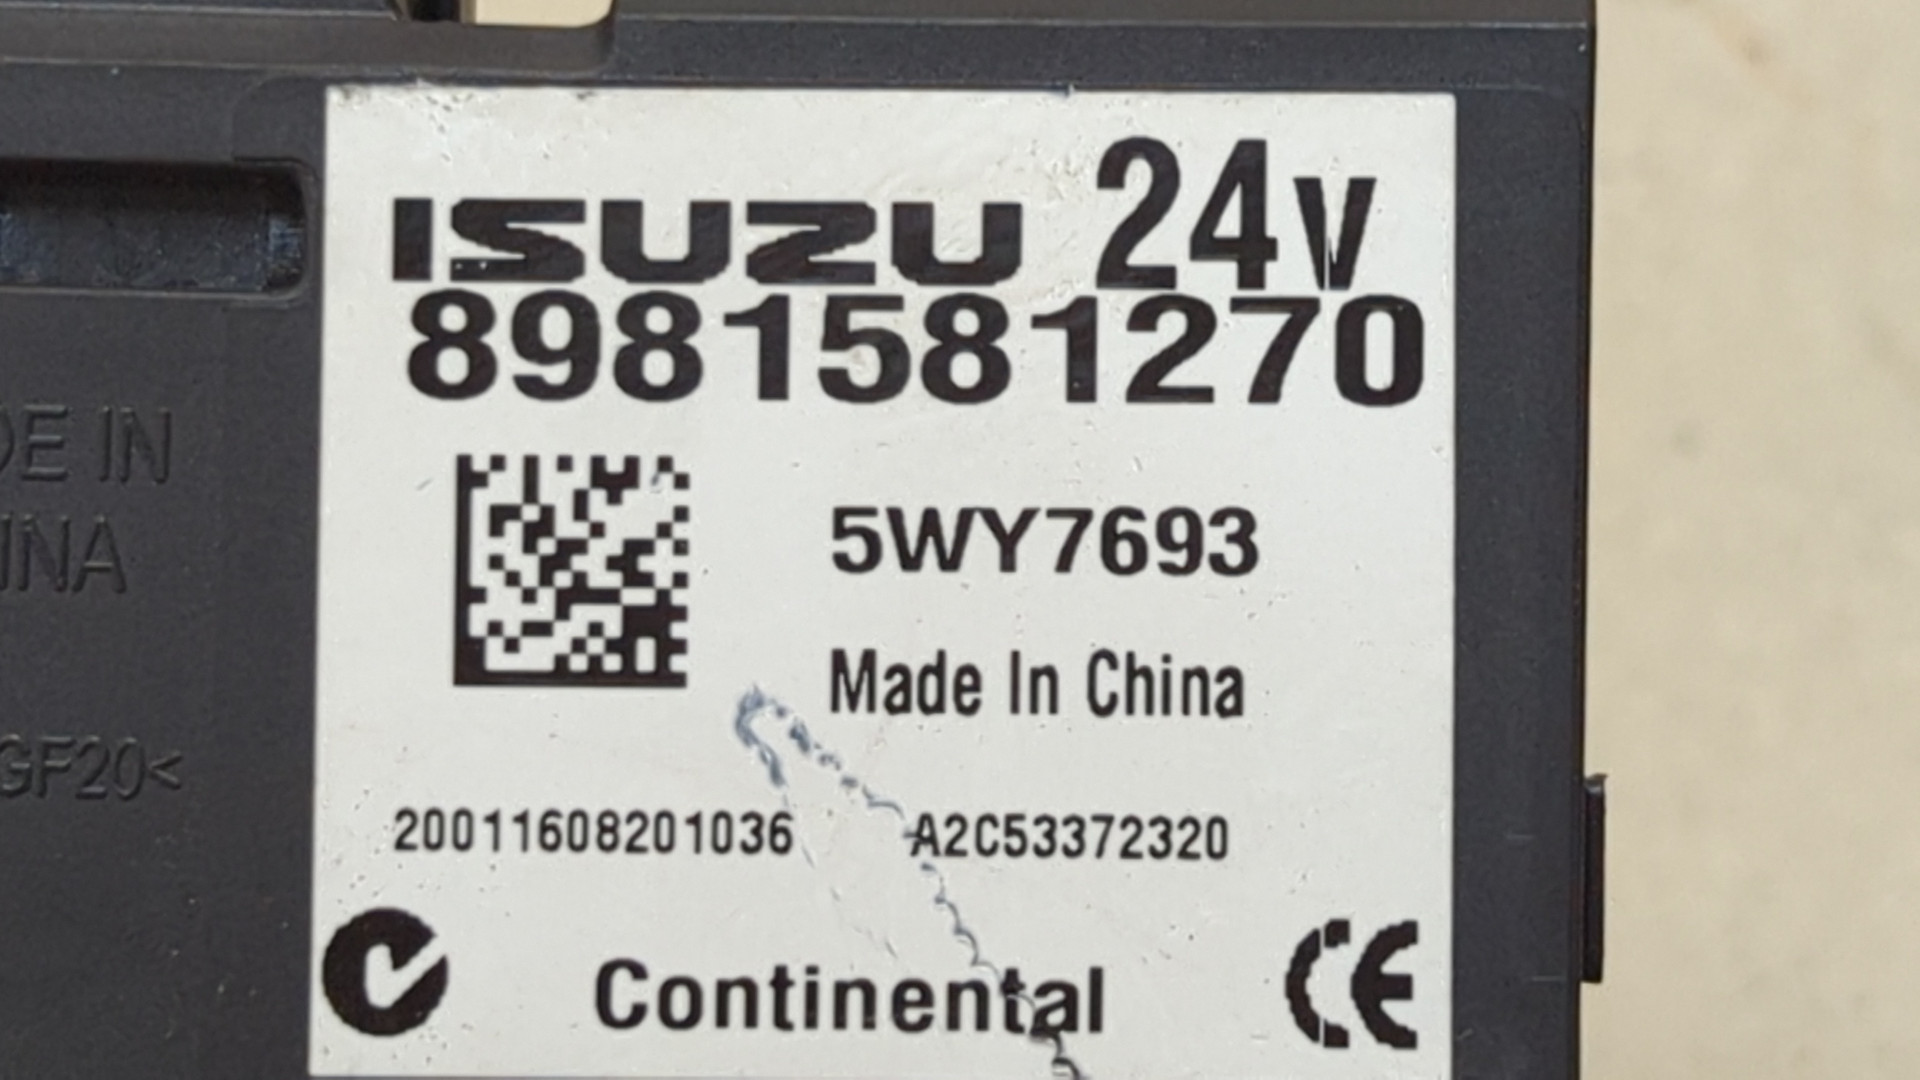 ISUZU 24V
8981581270
5WY7693
Made In China
20011608201036 A2C53372320
Continental
CE
DE IN
INA
GF20<